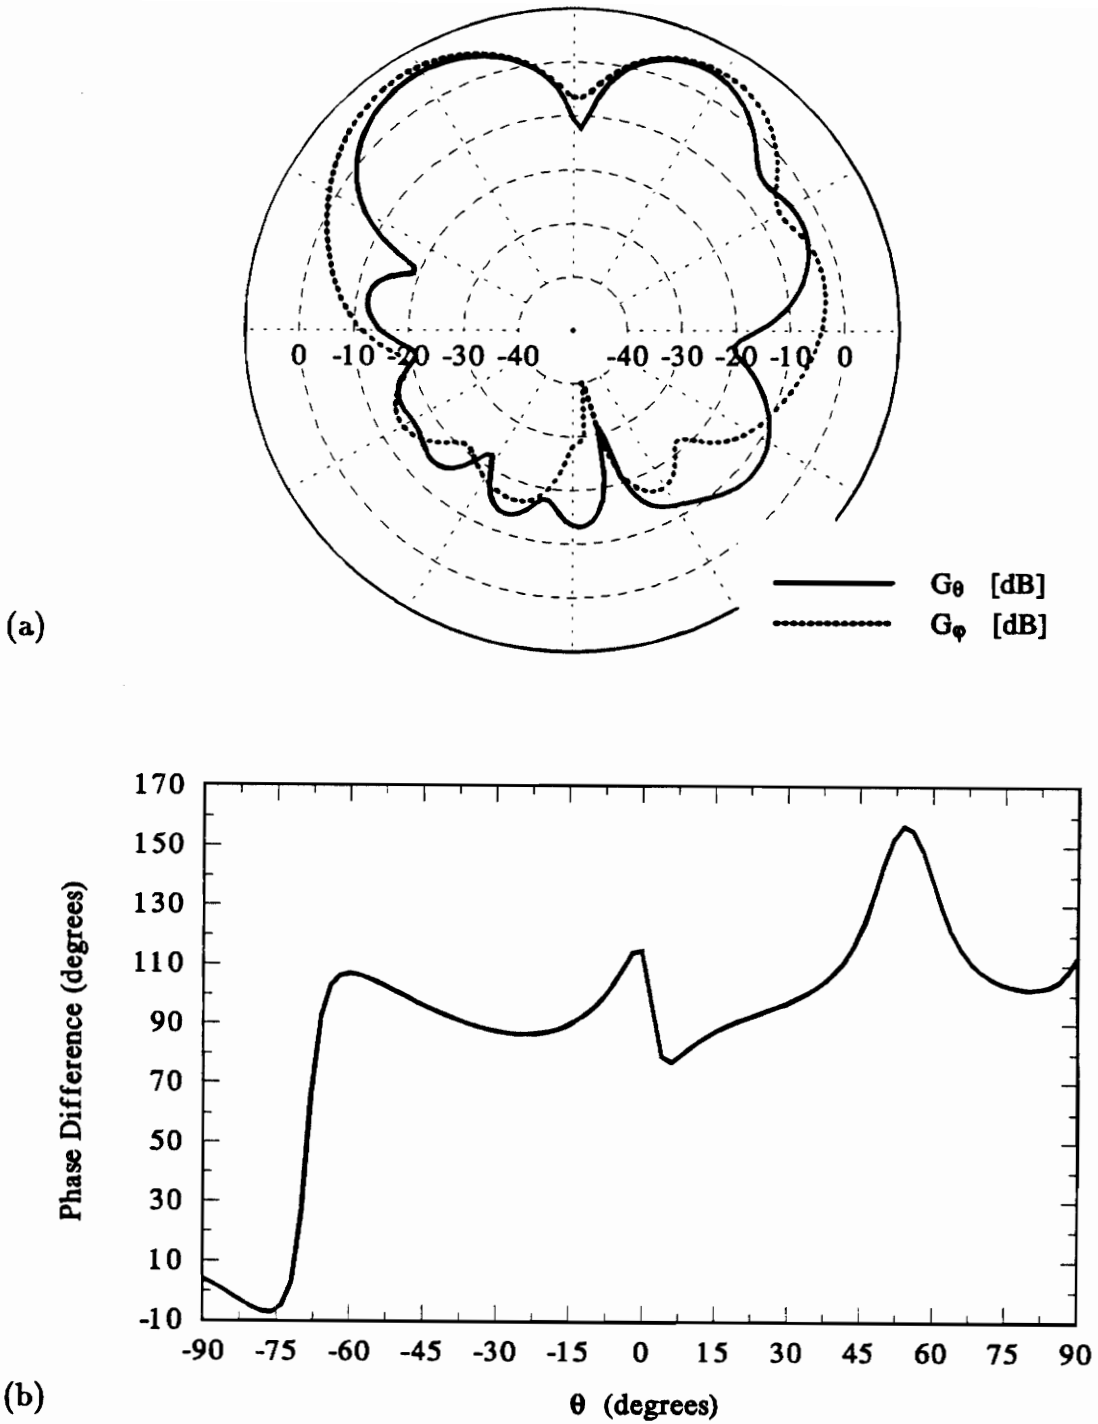 0 -10 -20 -30 -40 -40 -30 -20 -10 0
Gθ [dB]
Gφ [dB]
(a)
170
150
130
110
90
70
50
30
10
-10
Phase Difference (degrees)
-90 -75 -60 -45 -30 -15 0 15 30 45 60 75 90
θ (degrees)
(b)